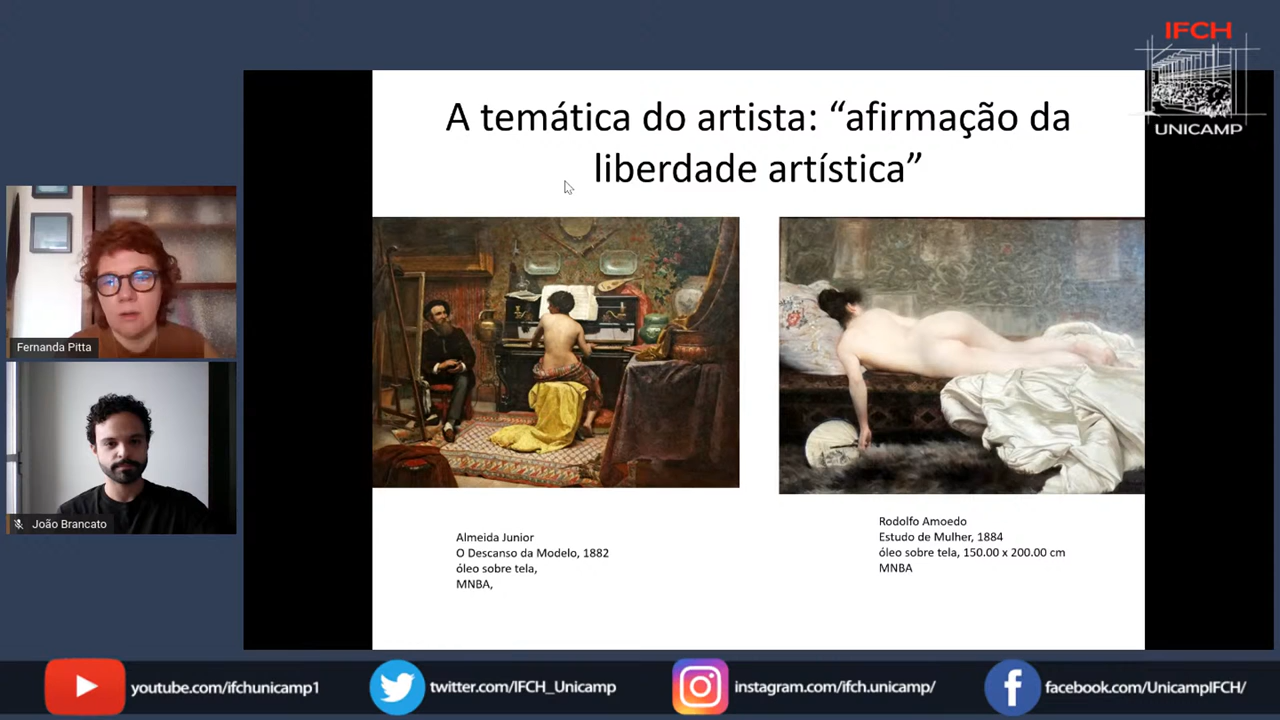 IFCH
UNICAMP
A temática do artista: “afirmação da
liberdade artística”
Fernanda Pitta
João Brancato
Almeida Junior
O Descanso da Modelo, 1882
óleo sobre tela,
MNBA,
Rodolfo Amoedo
Estudo de Mulher, 1884
óleo sobre tela, 150.00 x 200.00 cm
MNBA
youtube.com/ifchunicamp1
twitter.com/IFCH_Unicamp
instagram.com/ifch.unicamp/
facebook.com/UnicampIFCH/